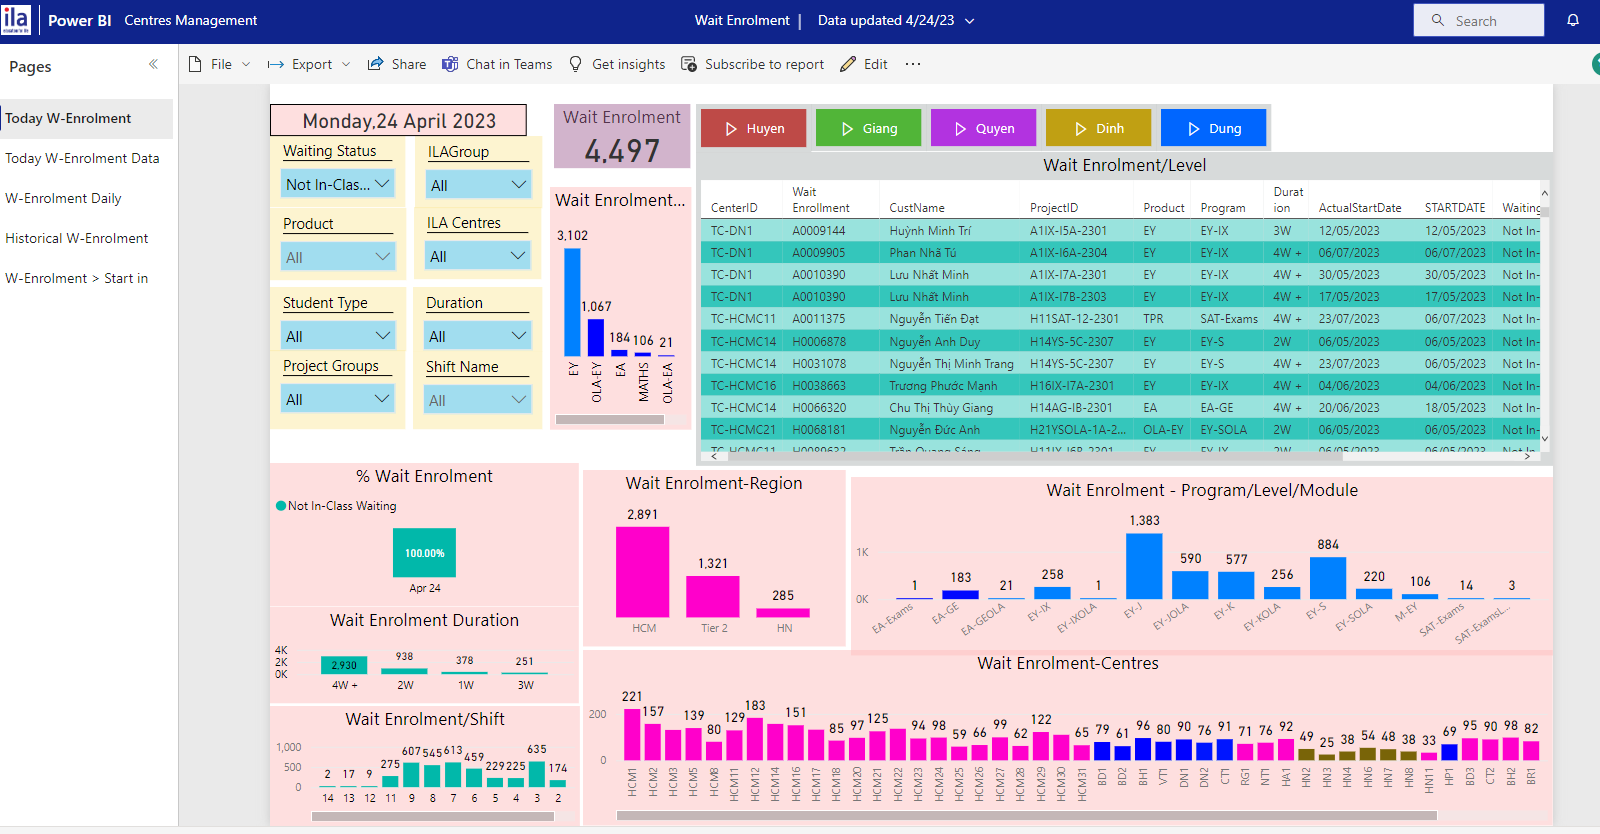 ila
Power BI Centres Management
Wait Enrolment | Data updated 4/24/23
Search
Pages
File
Export
Share
Chat in Teams
Get insights
Subscribe to report
Edit
Today W-Enrolment
Today W-Enrolment Data
W-Enrolment Daily
Historical W-Enrolment
W-Enrolment > Start in
Monday,24 April 2023
Waiting Status
Not In-Clas...
ILAGroup
All
Product
All
ILA Centres
All
Student Type
All
Duration
All
Project Groups
All
Shift Name
All
Wait Enrolment
4,497
Wait Enrolment...
3,102
1,067
184 106 21
EY OLA-EY EA MATHS OLA-EA
Huyen Giang Quyen Dinh Dung
Wait Enrolment/Level
CenterID Wait Enrollment CustName ProjectID Product Program Durat ion ActualStartDate STARTDATE Waiting
TC-DN1 A0009144 Huỳnh Minh Trí A1IX-I5A-2301 EY EY-IX 3W 12/05/2023 12/05/2023 Not In-
TC-DN1 A0009905 Phan Nhã Tú A1IX-I6A-2304 EY EY-IX 4W + 06/07/2023 06/07/2023 Not In-
TC-DN1 A0010390 Lưu Nhất Minh A1IX-I7A-2301 EY EY-IX 4W + 30/05/2023 30/05/2023 Not In-
TC-DN1 A0010390 Lưu Nhất Minh A1IX-I7B-2303 EY EY-IX 4W + 17/05/2023 17/05/2023 Not In-
TC-HCMC11 A0011375 Nguyễn Tiến Đạt H11SAT-12-2301 TPR SAT-Exams 4W + 23/07/2023 06/07/2023 Not In-
TC-HCMC14 H0006878 Nguyễn Anh Duy H14YS-5C-2307 EY EY-S 2W 06/05/2023 06/05/2023 Not In-
TC-HCMC14 H0031078 Nguyễn Thị Minh Trang H14YS-5C-2307 EY EY-S 4W + 23/07/2023 06/05/2023 Not In-
TC-HCMC16 H0038663 Trương Phước Mạnh H16IX-I7A-2301 EY EY-IX 4W + 04/06/2023 04/06/2023 Not In-
TC-HCMC14 H0066320 Chu Thị Thùy Giang H14AG-IB-2301 EA EA-GE 4W + 20/06/2023 18/05/2023 Not In-
TC-HCMC21 H0068181 Nguyễn Đức Anh H21YSOLA-1A-2... OLA-EY EY-SOLA 2W 06/05/2023 06/05/2023 Not In-
% Wait Enrolment
Not In-Class Waiting
100.00%
Apr 24
Wait Enrolment Duration
4K
2K
0K
2,930 938 378 251
4W + 2W 1W 3W
Wait Enrolment/Shift
1,000
500
0
2 17 9 275 607 545 613 459 229 225 635 174
14 13 12 11 9 8 7 6 5 4 3 2
Wait Enrolment-Region
2,891
1,321
285
HCM Tier 2 HN
Wait Enrolment - Program/Level/Module
1K
0K
1 183 21 258 1 1,383 590 577 256 884 220 106 14 3
EA-Exams EA-GE EA-GEOLA EY-IX EY-IXOLA EY-J EY-JOLA EY-K EY-KOLA EY-S EY-SOLA M-EY SAT-Exams SAT-ExamsL...
Wait Enrolment-Centres
200
0
221 157 139 80 129 183 151 85 97 125 94 98 59 66 99 62 122 65 79 61 96 80 90 76 91 71 76 92 49 25 38 54 48 38 33 69 95 90 98 82
HCM1 HCM2 HCM3 HCM5 HCM8 HCM11 HCM12 HCM14 HCM16 HCM17 HCM18 HCM20 HCM21 HCM22 HCM23 HCM24 HCM25 HCM26 HCM27 HCM28 HCM29 HCM30 HCM31 BD1 BD2 BH1 VT1 DN1 DN2 CT1 RG1 NT1 HA1 HN2 HN3 HN4 HN6 HN7 HN8 HN11 HP1 BD3 CT2 BH2 BR1